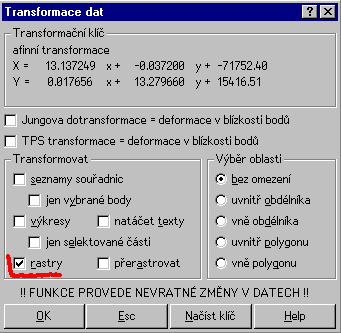 Transformace dat
Transformační klíč
afinní transformace
X = 13.137249 x + -0.037200 y + -71752.40
Y = 0.017656 x + 13.279660 y + 15416.51
Jungova dotransformace = deformace v blízkosti bodů
TPS transformace = deformace v blízkosti bodů
Transformovat
seznamy souřadnic
jen vybrané body
výkresy
natáčet texty
jen selektované části
rastry
přerastrovat
Výběr oblasti
bez omezení
uvnitř obdélníka
vně obdélníka
uvnitř polygonu
vně polygonu
!! FUNKCE PROVEDE NEVRATNÉ ZMĚNY V DATECH !!
OK
Esc
Načíst klíč
Help